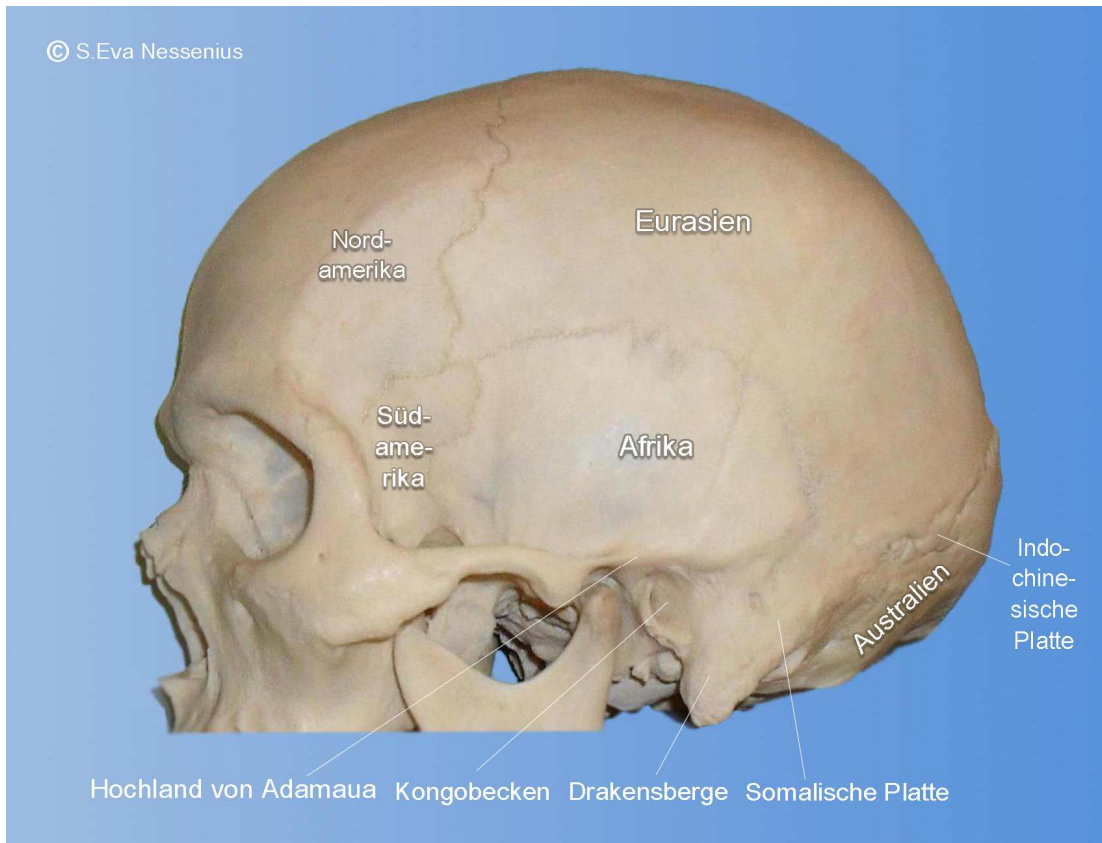 © S.Eva Nessenius
Eurasien
Nord-
amerika
Süd-
ame-
rika
Afrika
Indo-
chine-
sische
Platte
Australien
Hochland von Adamaua
Kongobecken
Drakensberge
Somalische Platte